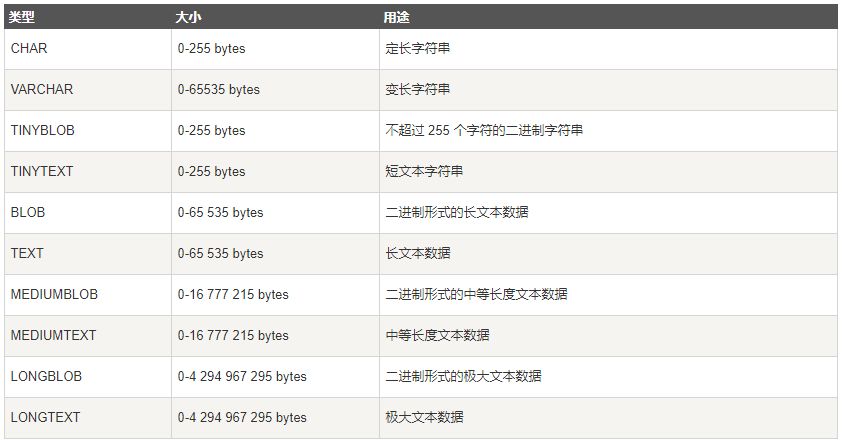 类型 大小 用途
CHAR 0-255 bytes 定长字符串
VARCHAR 0-65535 bytes 变长字符串
TINYBLOB 0-255 bytes 不超过 255 个字符的二进制字符串
TINYTEXT 0-255 bytes 短文本字符串
BLOB 0-65 535 bytes 二进制形式的长文本数据
TEXT 0-65 535 bytes 长文本数据
MEDIUMBLOB 0-16 777 215 bytes 二进制形式的中等长度文本数据
MEDIUMTEXT 0-16 777 215 bytes 中等长度文本数据
LONGBLOB 0-4 294 967 295 bytes 二进制形式的极大文本数据
LONGTEXT 0-4 294 967 295 bytes 极大文本数据